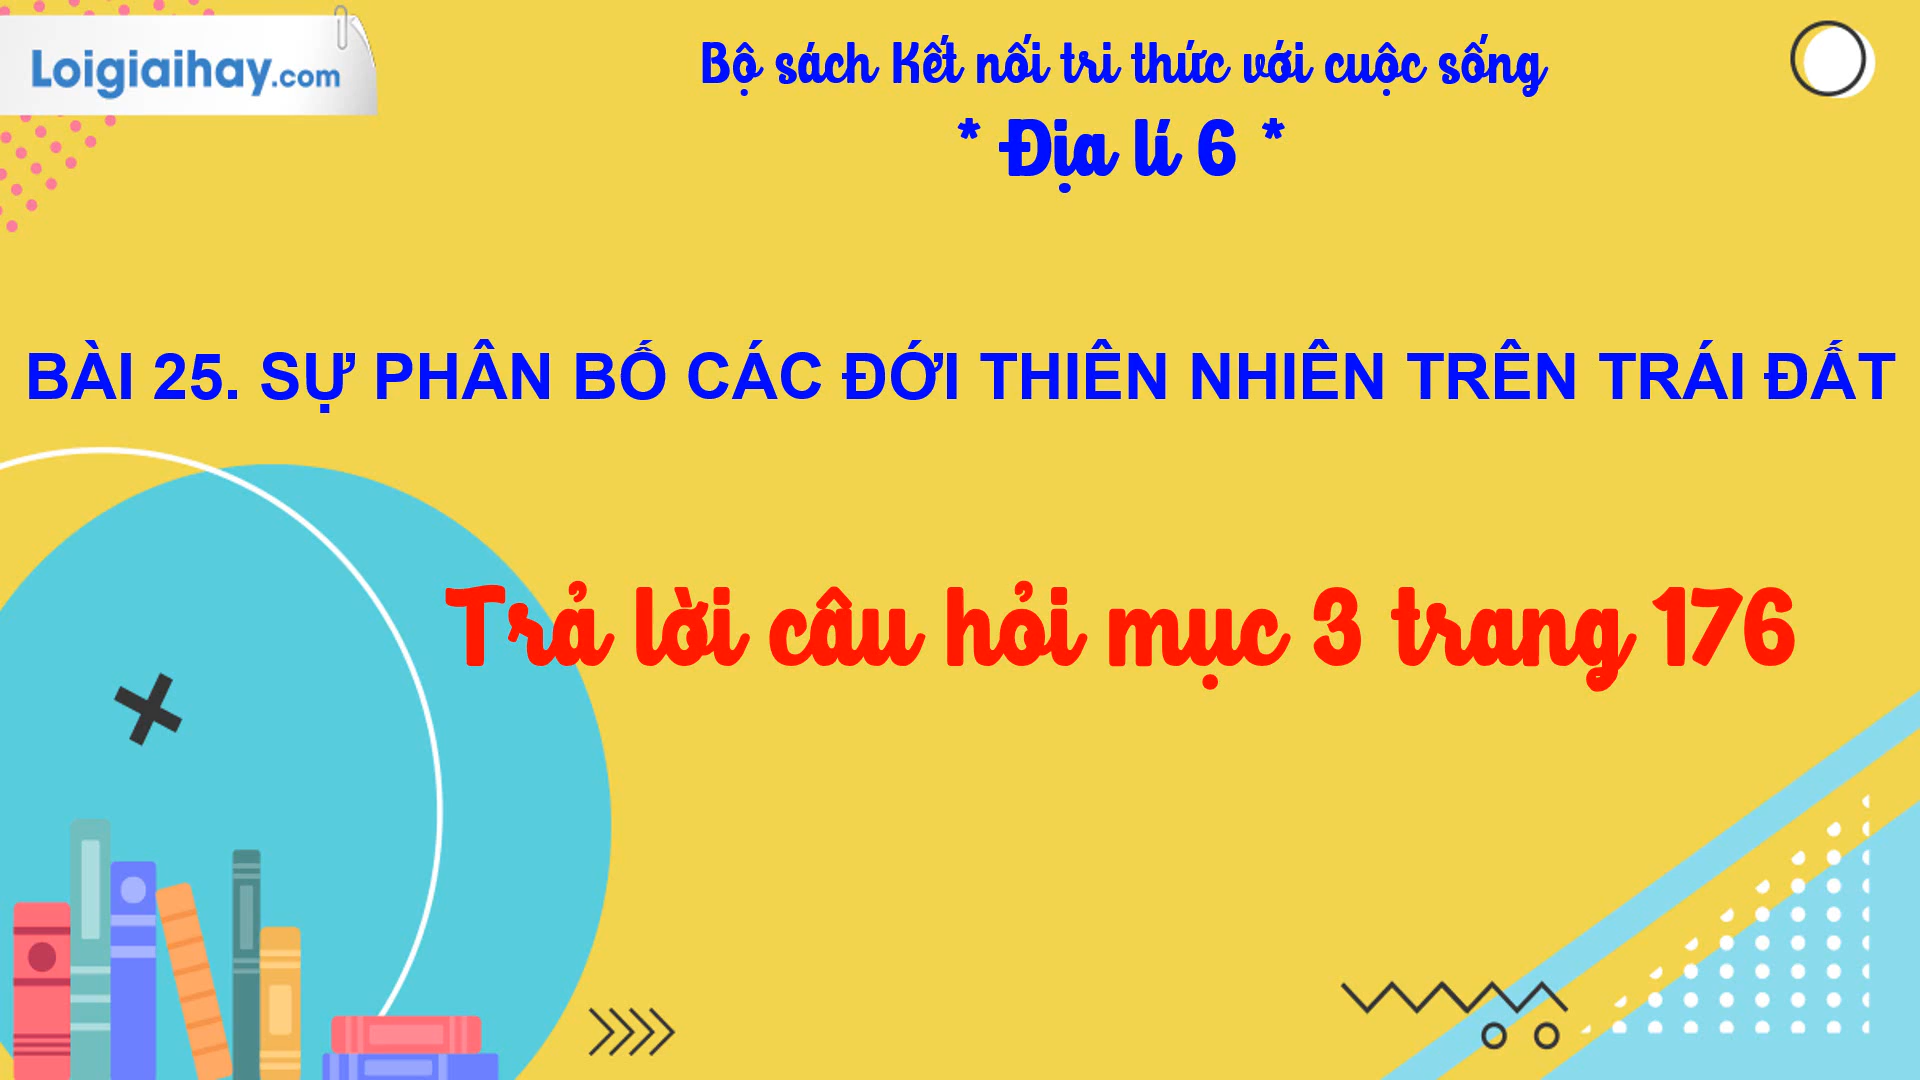 Loigiaihay.com
Bộ sách Kết nối tri thức với cuộc sống
* Địa lí 6 *
BÀI 25. SỰ PHÂN BỐ CÁC ĐỚI THIÊN NHIÊN TRÊN TRÁI ĐẤT
Trả lời câu hỏi mục 3 trang 176